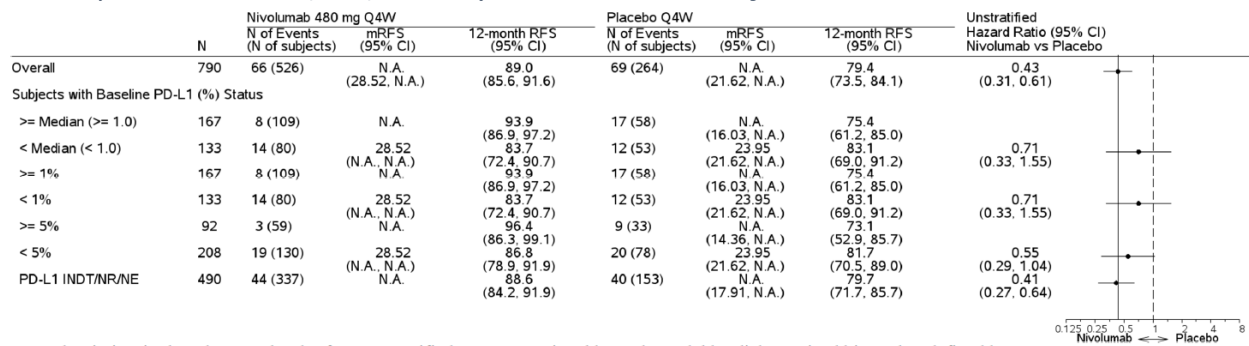 Nivolumab 480 mg Q4W Placebo Q4W Unstratified
N of Events mRFS 12-month RFS N of Events mRFS 12-month RFS Hazard Ratio (95% CI)
N (N of subjects) (95% CI) (95% CI) (N of subjects) (95% CI) (95% CI) Nivolumab vs Placebo
Overall 790 66 (526) N.A. 89.0 69 (264) N.A. 79.4 0.43
(28.52, N.A.) (85.6, 91.6) (21.62, N.A.) (73.5, 84.1) (0.31, 0.61)
Subjects with Baseline PD-L1 (%) Status
>= Median (>= 1.0) 167 8 (109) N.A. 93.9 17 (58) N.A. 75.4
(86.9, 97.2) (16.03, N.A.) (61.2, 85.0)
< Median (< 1.0) 133 14 (80) 28.52 83.7 12 (53) 23.95 83.1 0.71
(N.A., N.A.) (72.4, 90.7) (21.62, N.A.) (69.0, 91.2) (0.33, 1.55)
>= 1% 167 8 (109) N.A. 93.9 17 (58) N.A. 75.4
(86.9, 97.2) (16.03, N.A.) (61.2, 85.0)
< 1% 133 14 (80) 28.52 83.7 12 (53) 23.95 83.1 0.71
(N.A., N.A.) (72.4, 90.7) (21.62, N.A.) (69.0, 91.2) (0.33, 1.55)
>= 5% 92 3 (59) N.A. 96.4 9 (33) N.A. 73.1
(86.3, 99.1) (14.36, N.A.) (52.9, 85.7)
< 5% 208 19 (130) 28.52 86.8 20 (78) 23.95 81.7 0.55
(N.A., N.A.) (78.9, 91.9) (21.62, N.A.) (70.5, 89.0) (0.29, 1.04)
PD-L1 INDT/NR/NE 490 44 (337) N.A. 88.6 40 (153) N.A. 79.7 0.41
(84.2, 91.9) (17.91, N.A.) (71.7, 85.7) (0.27, 0.64)
0.125 0.25 0.5 1 2 4 8
Nivolumab <--> Placebo